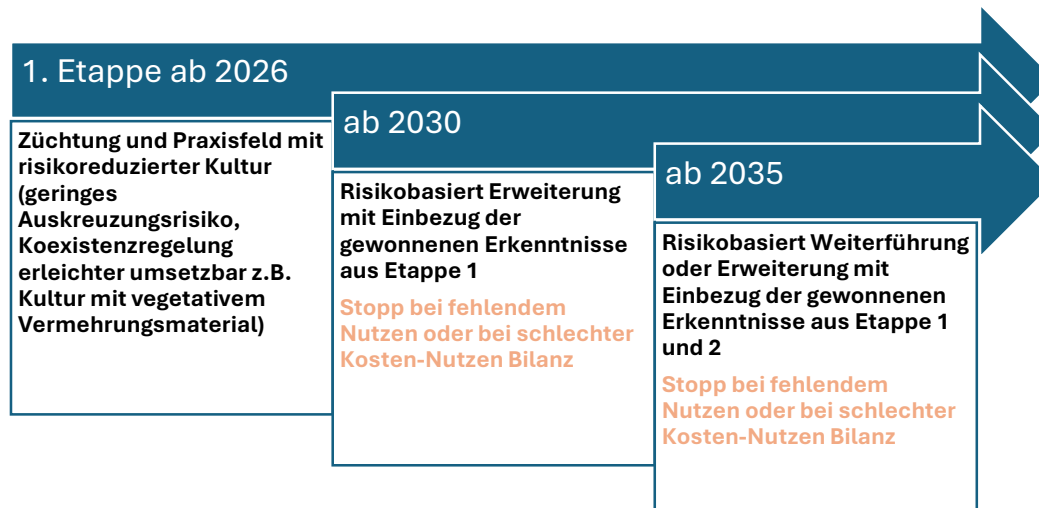 1. Etappe ab 2026
Züchtung und Praxisfeld mit
risikoreduzierter Kultur
(geringes
Auskreuzungsrisiko,
Koexistenzregelung
erleichter umsetzbar z.B.
Kultur mit vegetativem
Vermehrungsmaterial)
ab 2030
Risikobasiert Erweiterung
mit Einbezug der
gewonnenen Erkenntnisse
aus Etappe 1
Stopp bei fehlendem
Nutzen oder bei schlechter
Kosten-Nutzen Bilanz
ab 2035
Risikobasiert Weiterführung
oder Erweiterung mit
Einbezug der gewonnenen
Erkenntnisse aus Etappe 1
und 2
Stopp bei fehlendem
Nutzen oder bei schlechter
Kosten-Nutzen Bilanz